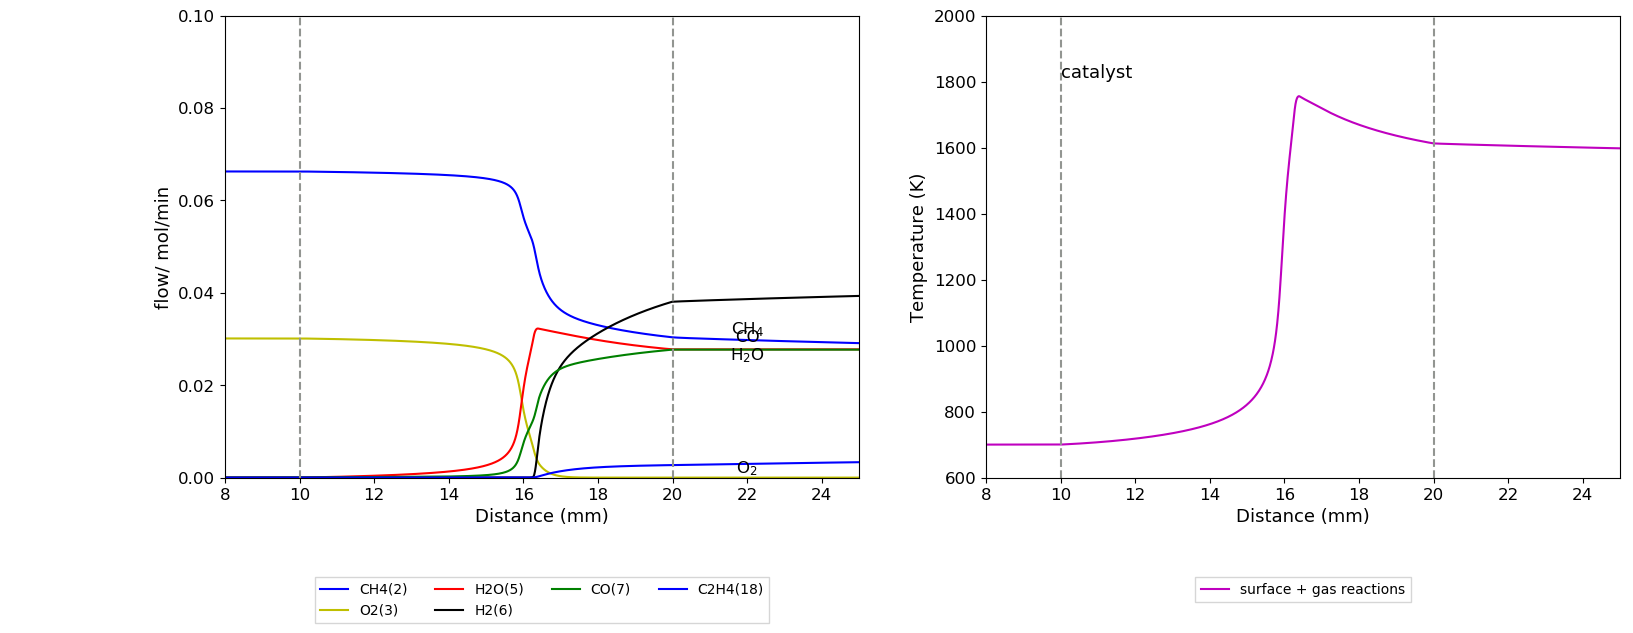 0.10
0.08
0.06
0.04
0.02
0.00
flow/ mol/min
CH₄
CO
H₂O
O₂
8 10 12 14 16 18 20 22 24
Distance (mm)
CH4(2) H2O(5) CO(7) C2H4(18)
O2(3) H2(6)
2000
1800
1600
1400
1200
1000
800
600
Temperature (K)
catalyst
8 10 12 14 16 18 20 22 24
Distance (mm)
surface + gas reactions